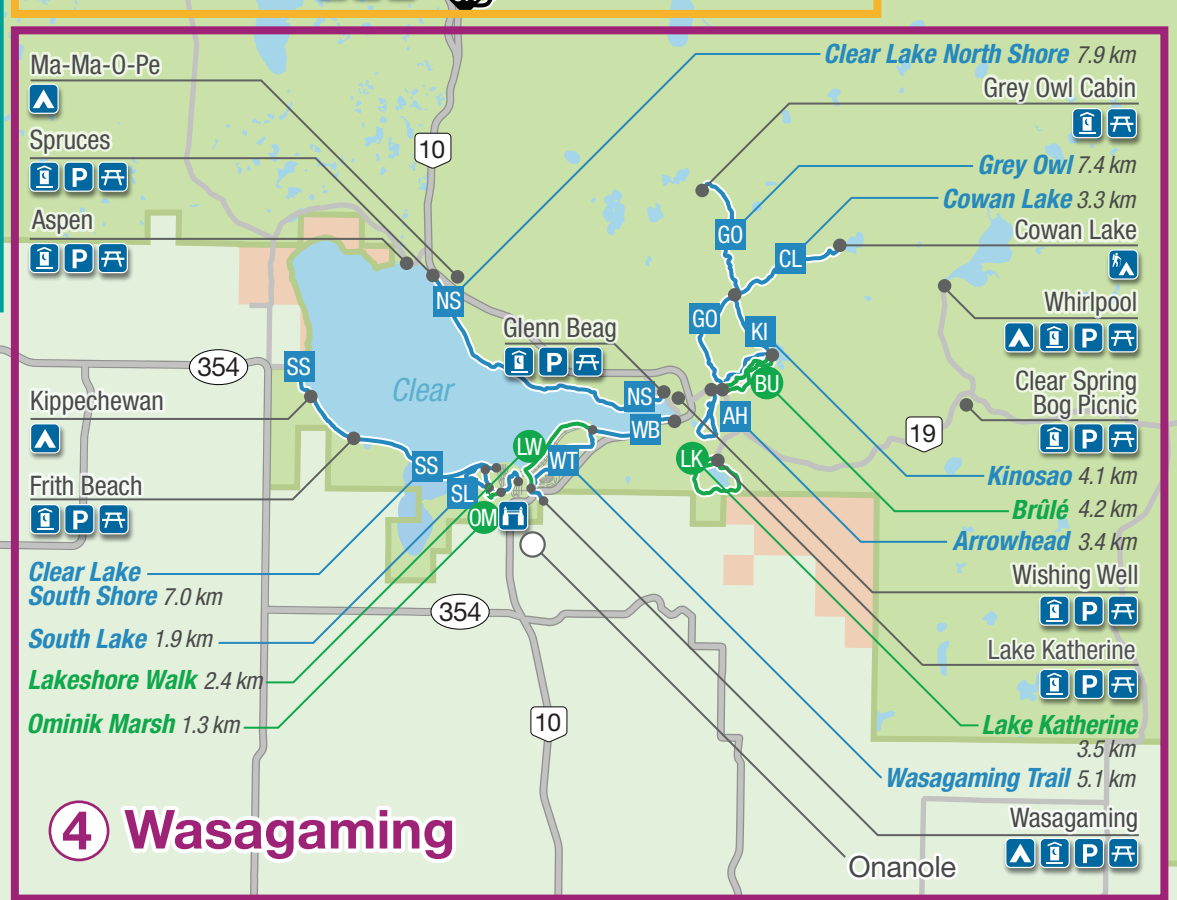 Ma-Ma-O-Pe
Spruces
P
Aspen
P
354
Kippechewan
Frith Beach
P
Clear Lake
South Shore 7.0 km
South Lake 1.9 km
Lakeshore Walk 2.4 km
Ominik Marsh 1.3 km
4 Wasagaming
10
NS
Glenn Beag
P
Clear
SS
NS
WB
LW
WT
SS
SL
OM
354
10
GO
CL
GO
KI
BU
AH
LK
19
Clear Lake North Shore 7.9 km
Grey Owl Cabin
Grey Owl 7.4 km
Cowan Lake 3.3 km
Cowan Lake
Whirlpool
P
Clear Spring
Bog Picnic
P
Kinosao 4.1 km
Brûlé 4.2 km
Arrowhead 3.4 km
Wishing Well
P
Lake Katherine
P
Lake Katherine
3.5 km
Wasagaming Trail 5.1 km
Wasagaming
P
Onanole